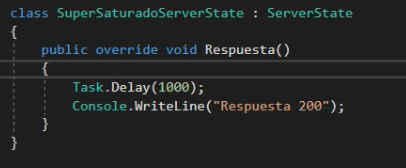 class SuperSaturadoServerState : ServerState
{
public override void Respuesta()
{
Task.Delay(1000);
Console.WriteLine("Respuesta 200");
}
}